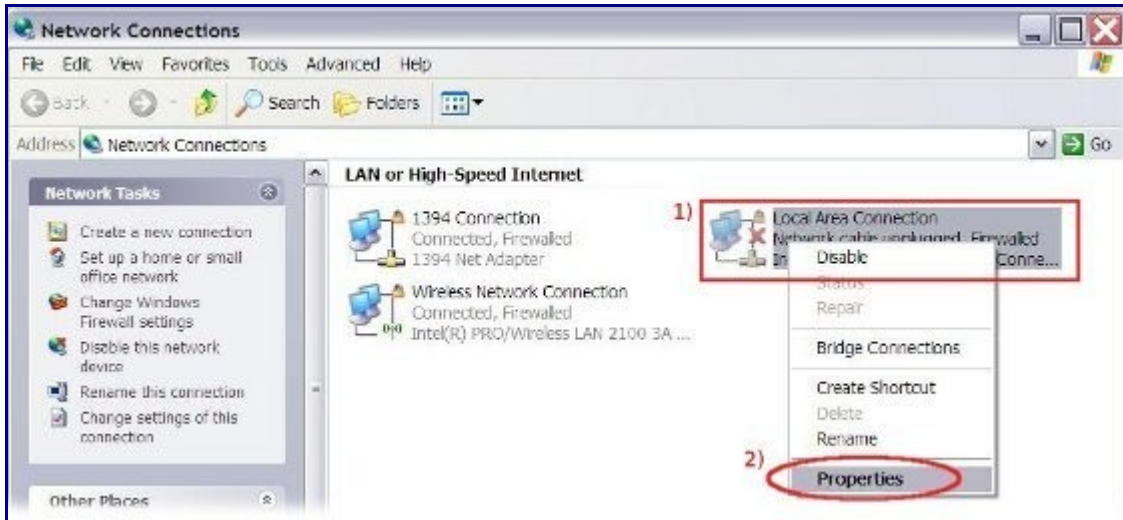 Network Connections
File Edit View Favorites Tools Advanced Help
Back Search Folders
Address Network Connections Go
Network Tasks
Create a new connection
Set up a home or small
office network
Change Windows
Firewall settings
Disable this network
device
Rename this connection
Change settings of this
connection
Other Places
LAN or High-Speed Internet
1394 Connection
Connected, Firewalled
1394 Net Adapter
Wireless Network Connection
Connected, Firewalled
Intel(R) PRO/Wireless LAN 2100 3A ...
1)
Local Area Connection
Network cable unplugged, Firewalled
In Conne...
Disable
Status
Repair
Bridge Connections
Create Shortcut
Delete
Rename
2)
Properties